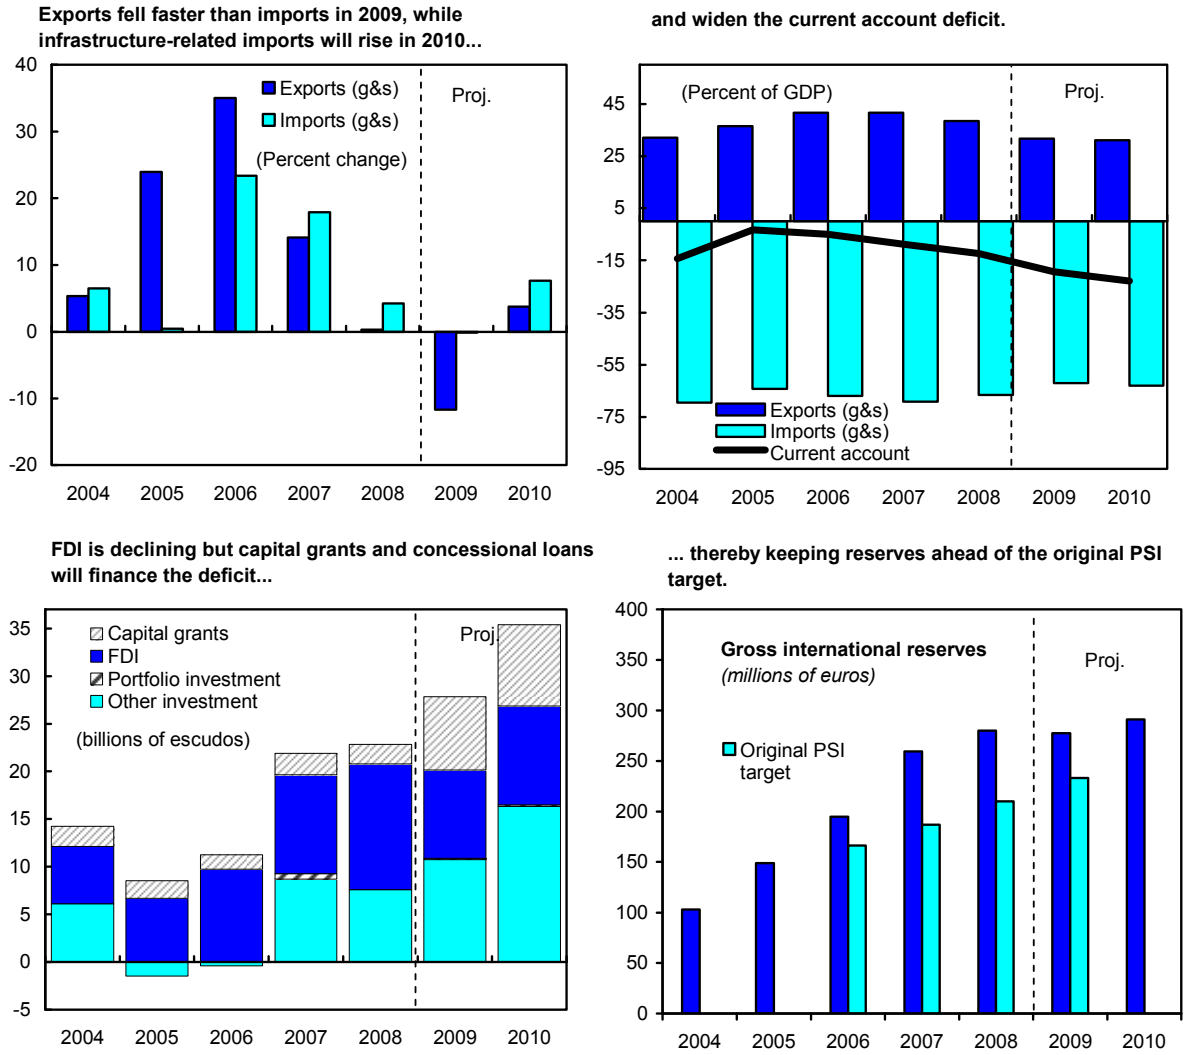 Exports fell faster than imports in 2009, while
infrastructure-related imports will rise in 2010...
40
30
20
10
0
-10
-20
Exports (g&s)
Imports (g&s)
(Percent change)
Proj.
2004 2005 2006 2007 2008 2009 2010
and widen the current account deficit.
45
25
5
-15
-35
-55
-75
-95
(Percent of GDP)
Proj.
Exports (g&s)
Imports (g&s)
Current account
2004 2005 2006 2007 2008 2009 2010
FDI is declining but capital grants and concessional loans
will finance the deficit...
35
30
25
20
15
10
5
0
-5
Capital grants
FDI
Portfolio investment
Other investment
(billions of escudos)
Proj.
2004 2005 2006 2007 2008 2009 2010
... thereby keeping reserves ahead of the original PSI
target.
400
350
300
250
200
150
100
50
0
Gross international reserves
(millions of euros)
Proj.
Original PSI
target
2004 2005 2006 2007 2008 2009 2010